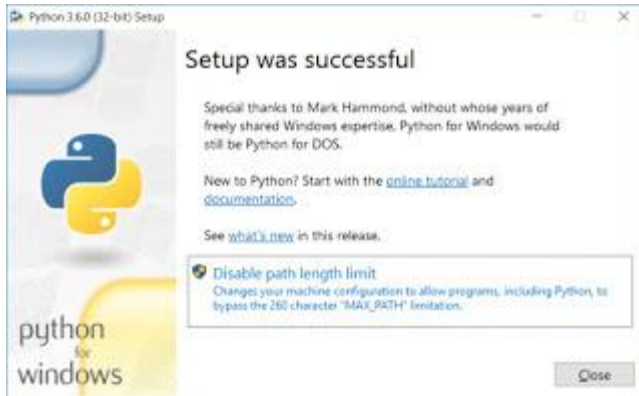 Python 3.6.0 (32-bit) Setup
Setup was successful
Special thanks to Mark Hammond, without whose years of
freely shared Windows expertise, Python for Windows would
still be Python for DOS.
New to Python? Start with the online tutorial and
documentation.
See what's new in this release.
Disable path length limit
Changes your machine configuration to allow programs, including Python, to
bypass the 260 character "MAX_PATH" limitation.
python
for
windows
Close